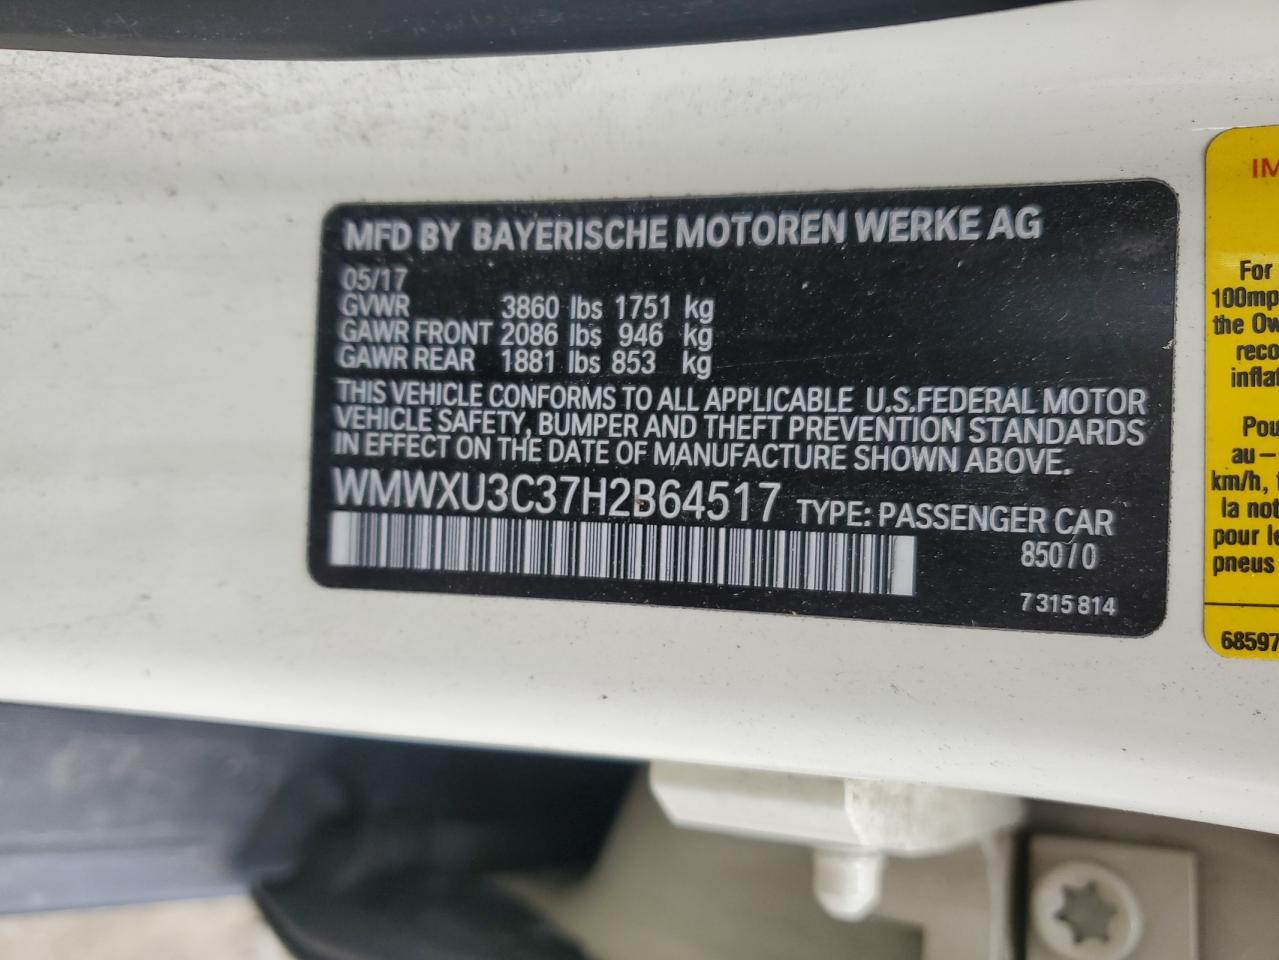 MFD BY BAYERISCHE MOTOREN WERKE AG
05/17
GVWR 3860 lbs 1751 kg
GAWR FRONT 2086 lbs 946 kg
GAWR REAR 1881 lbs 853 kg
THIS VEHICLE CONFORMS TO ALL APPLICABLE U.S.FEDERAL MOTOR
VEHICLE SAFETY, BUMPER AND THEFT PREVENTION STANDARDS
IN EFFECT ON THE DATE OF MANUFACTURE SHOWN ABOVE.
WMWXU3C37H2B64517 TYPE: PASSENGER CAR
850/0
7315814
For
100mp
the Ow
reco
inflat
Pou
au —
km/h,
la not
pour le
pneus
68597